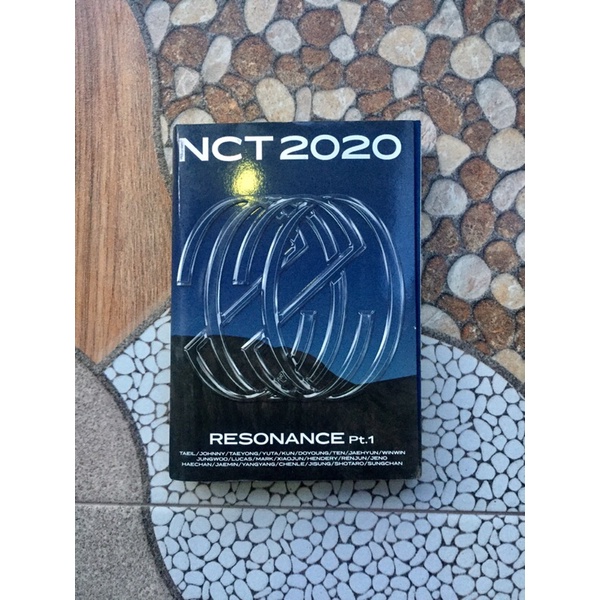 NCT 2020
RESONANCE Pt.1
TAEIL/JOHNNY/TAEYONG/YUTA/KUN/DOYOUNG/TEN/JAEHYUN/WINWIN
JUNGWOO/LUCAS/MARK/XIAOJUN/HENDERY/RENJUN/JENO
HAECHAN/JAEMIN/YANGYANG/CHENLE/JISUNG/SHOTARO/SUNGCHAN